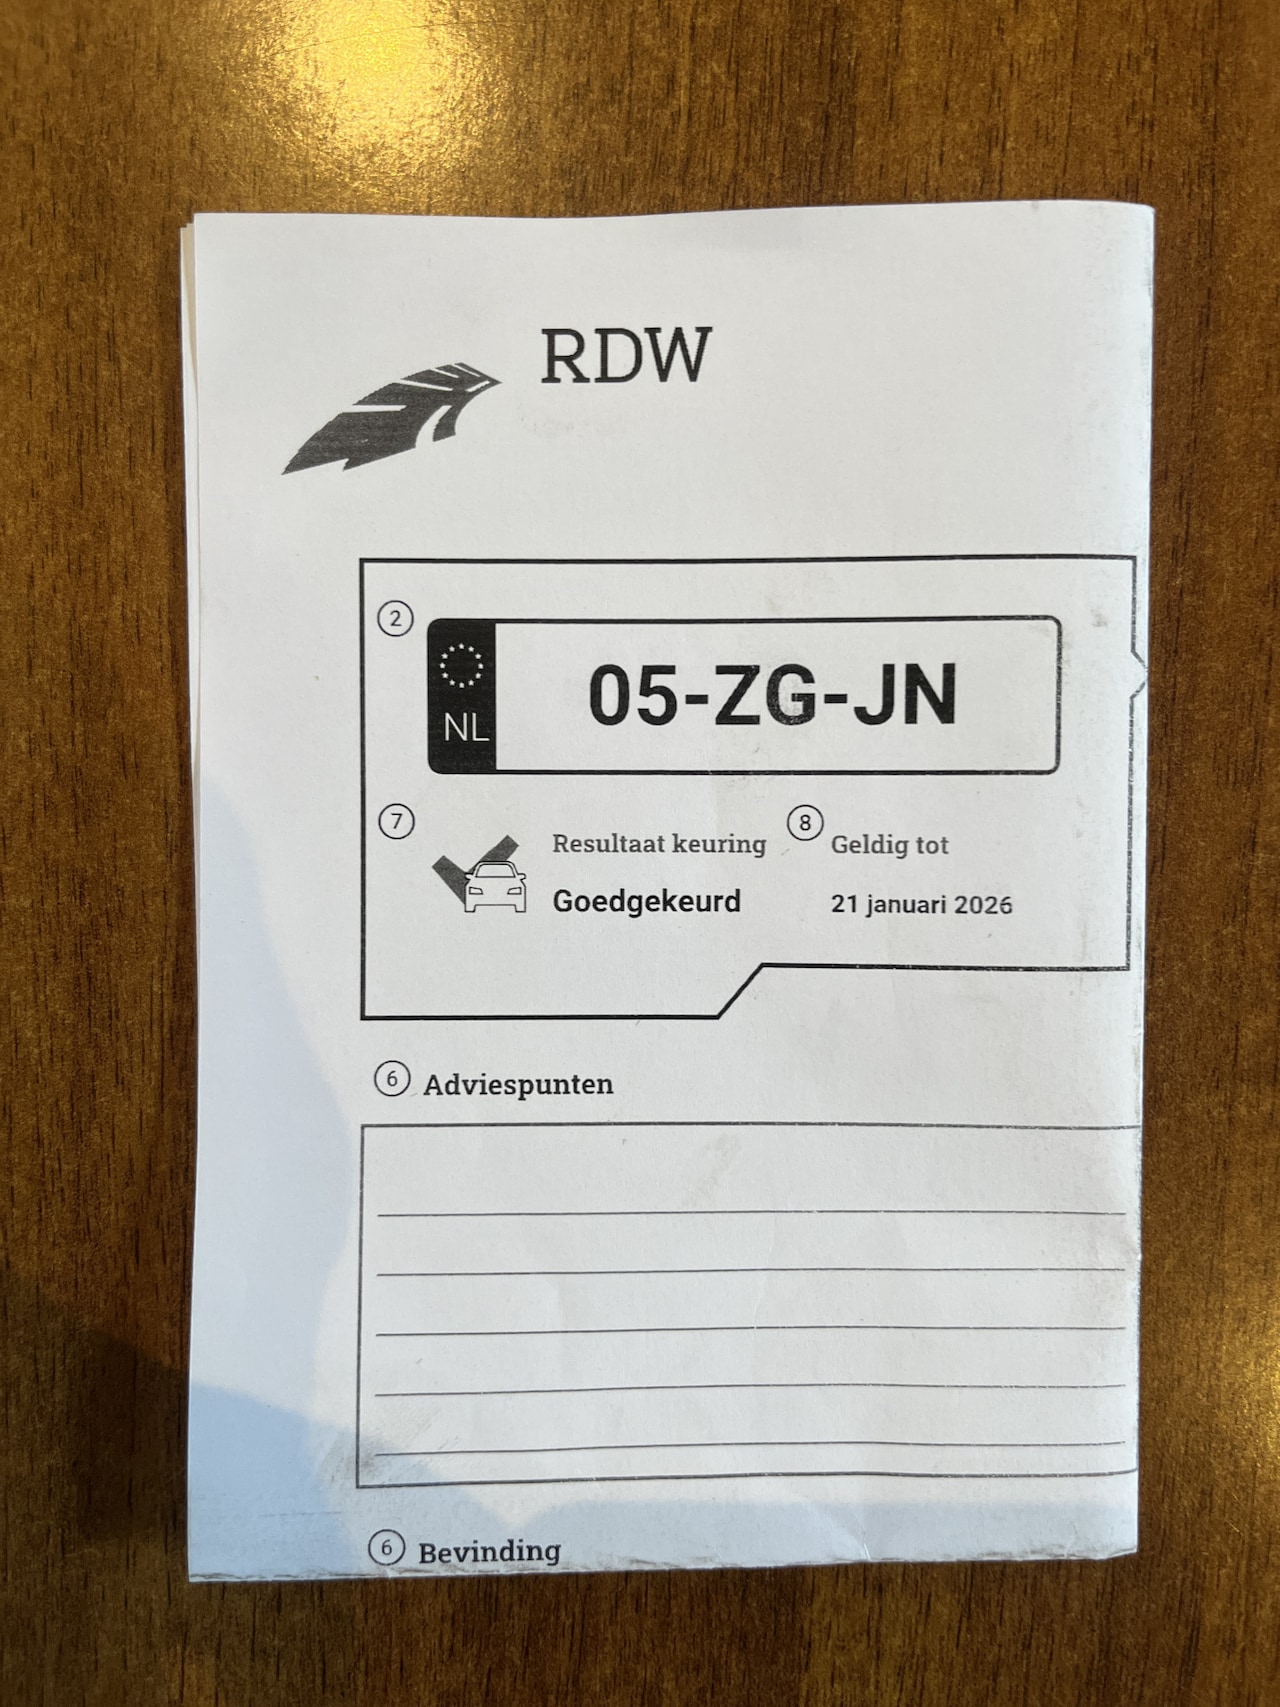 RDW
2
NL
05-ZG-JN
7
Resultaat keuring
Goedgekeurd
8
Geldig tot
21 januari 2026
6 Adviespunten
6 Bevinding